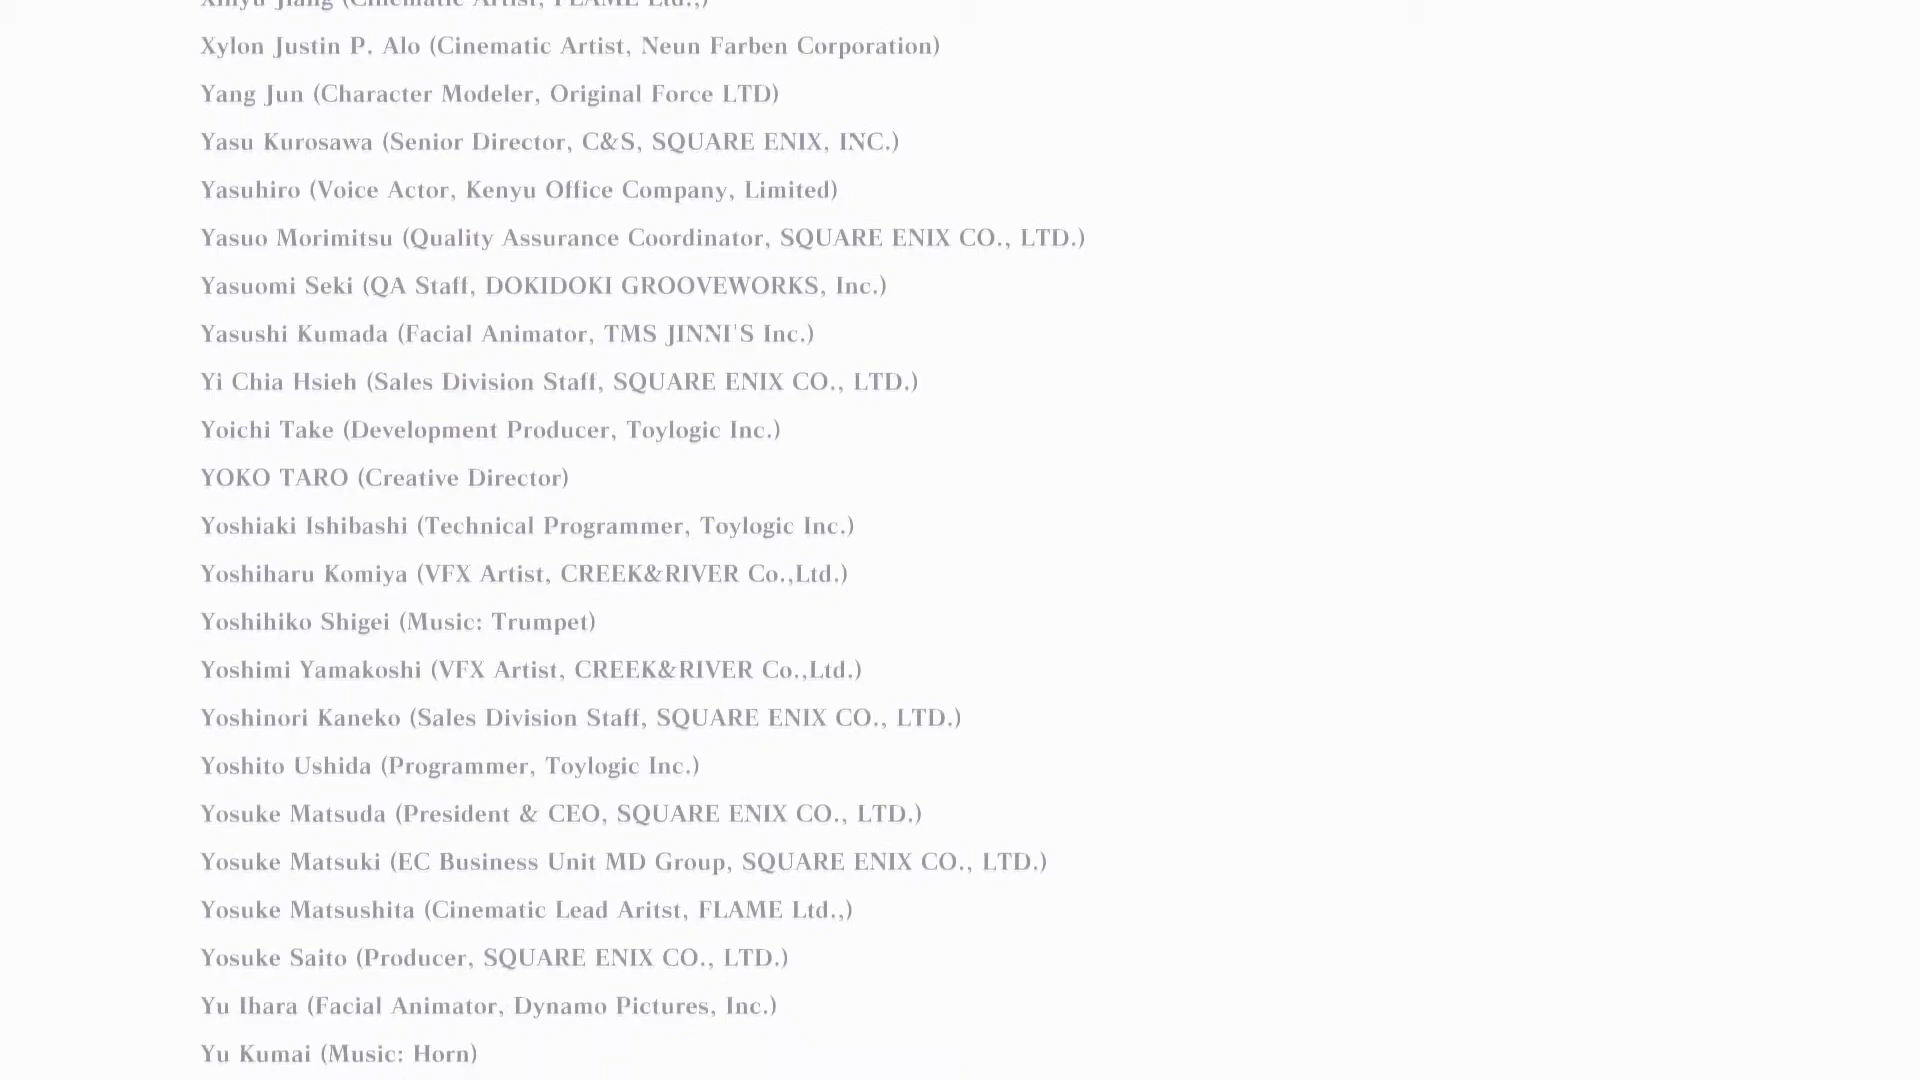 Xinyu Jiang (Cinematic Artist, FLAME Ltd.,)
Xylon Justin P. Alo (Cinematic Artist, Neun Farben Corporation)
Yang Jun (Character Modeler, Original Force LTD)
Yasu Kurosawa (Senior Director, C&S, SQUARE ENIX, INC.)
Yasuhiro (Voice Actor, Kenyu Office Company, Limited)
Yasuo Morimitsu (Quality Assurance Coordinator, SQUARE ENIX CO., LTD.)
Yasuomi Seki (QA Staff, DOKIDOKI GROOVEWORKS, Inc.)
Yasushi Kumada (Facial Animator, TMS JINNI'S Inc.)
Yi Chia Hsieh (Sales Division Staff, SQUARE ENIX CO., LTD.)
Yoichi Take (Development Producer, Toylogic Inc.)
YOKO TARO (Creative Director)
Yoshiaki Ishibashi (Technical Programmer, Toylogic Inc.)
Yoshiharu Komiya (VFX Artist, CREEK&RIVER Co.,Ltd.)
Yoshihiko Shigei (Music: Trumpet)
Yoshimi Yamakoshi (VFX Artist, CREEK&RIVER Co.,Ltd.)
Yoshinori Kaneko (Sales Division Staff, SQUARE ENIX CO., LTD.)
Yoshito Ushida (Programmer, Toylogic Inc.)
Yosuke Matsuda (President & CEO, SQUARE ENIX CO., LTD.)
Yosuke Matsuki (EC Business Unit MD Group, SQUARE ENIX CO., LTD.)
Yosuke Matsushita (Cinematic Lead Aritst, FLAME Ltd.,)
Yosuke Saito (Producer, SQUARE ENIX CO., LTD.)
Yu Ihara (Facial Animator, Dynamo Pictures, Inc.)
Yu Kumai (Music: Horn)